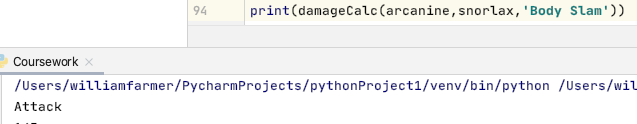 94 print(damageCalc(arcanine,snorlax,'Body Slam'))
Coursework ×
/Users/williamfarmer/PycharmProjects/pythonProject1/venv/bin/python /Users/wil
Attack